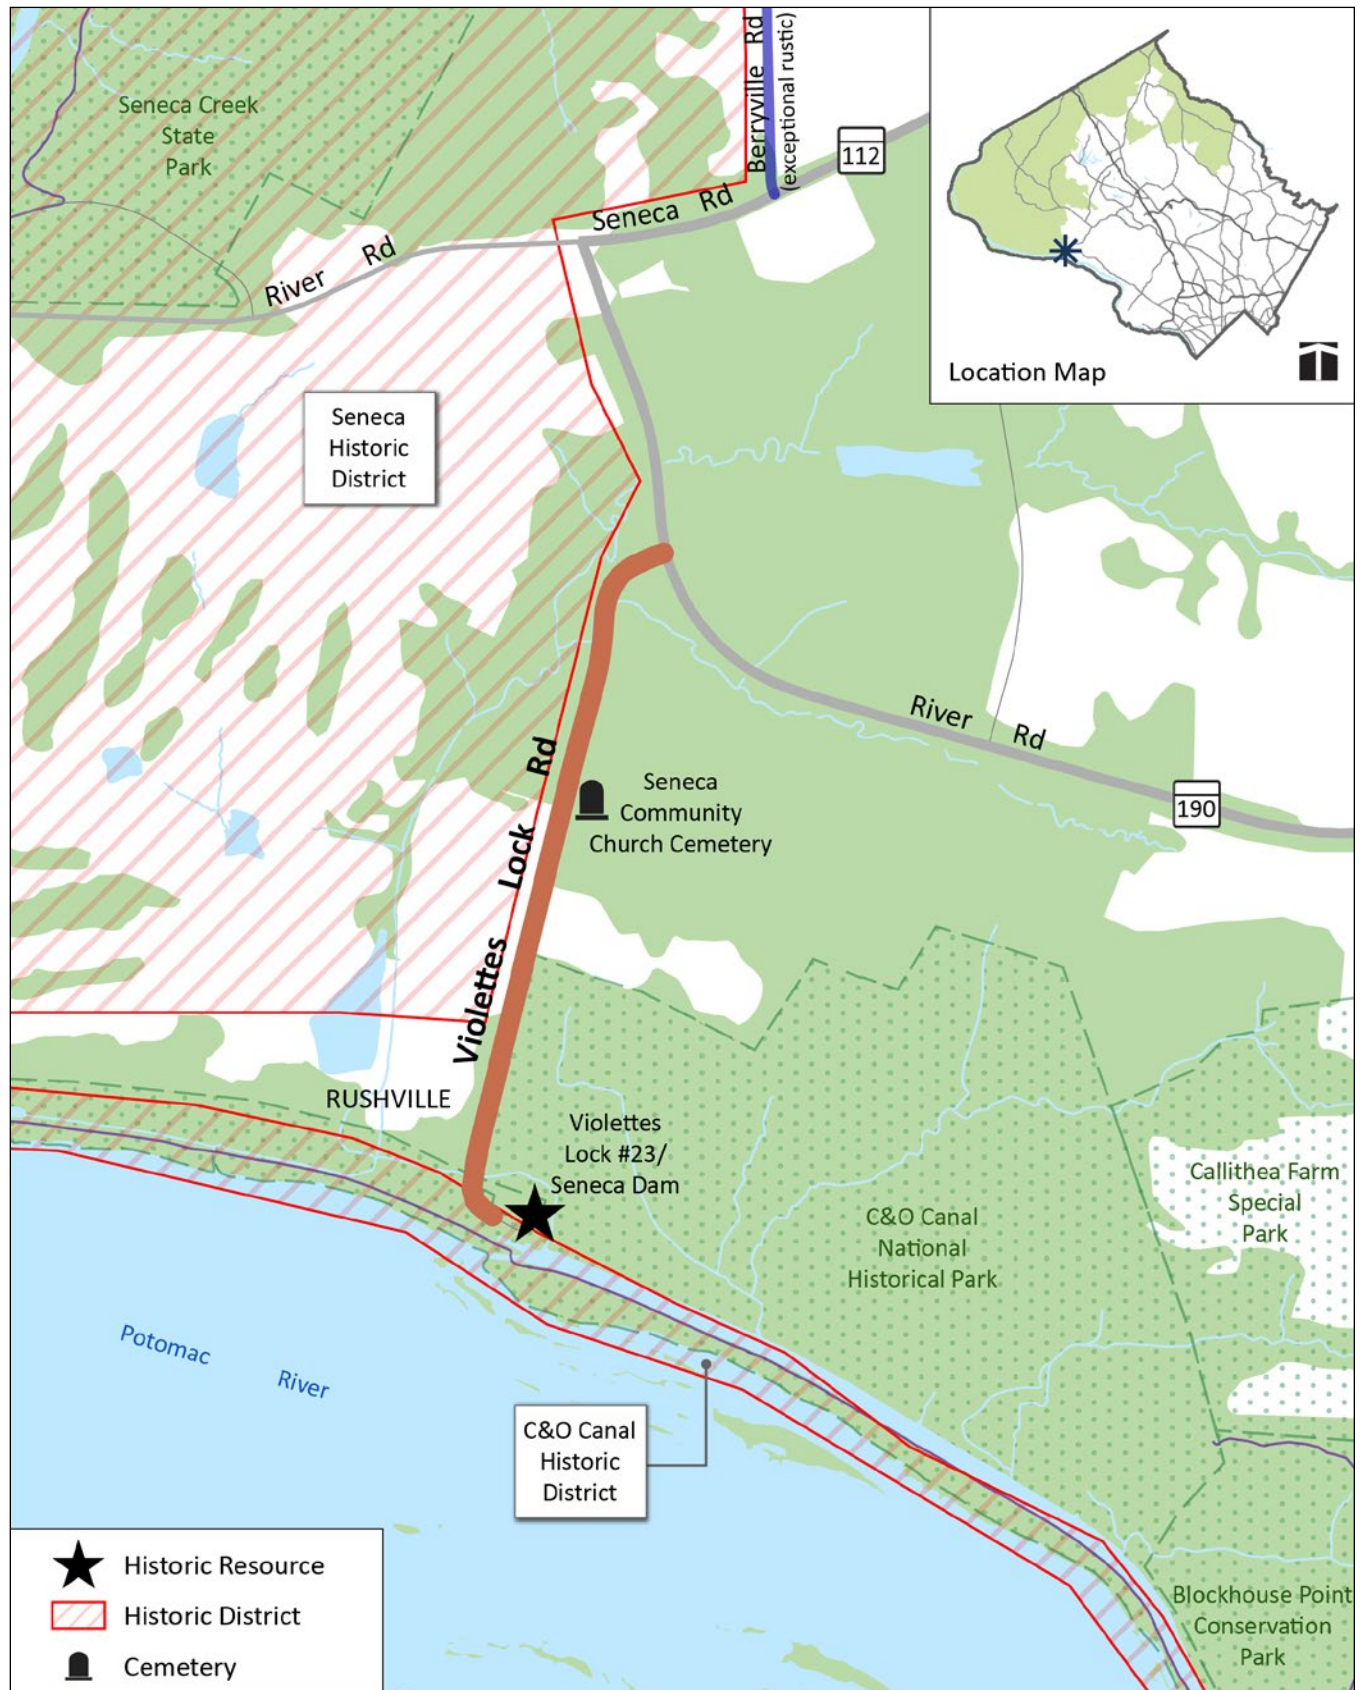 Seneca Creek
State
Park
Berryville Rd
(exceptional rustic)
112
Seneca Rd
River Rd
Location Map
Seneca
Historic
District
River Rd
190
Violettes Lock Rd
Seneca
Community
Church Cemetery
RUSHVILLE
Violettes
Lock #23/
Seneca Dam
C&O Canal
National
Historical Park
Callithea Farm
Special
Park
Potomac River
C&O Canal
Historic
District
Blockhouse Point
Conservation
Park
Historic Resource
Historic District
Cemetery